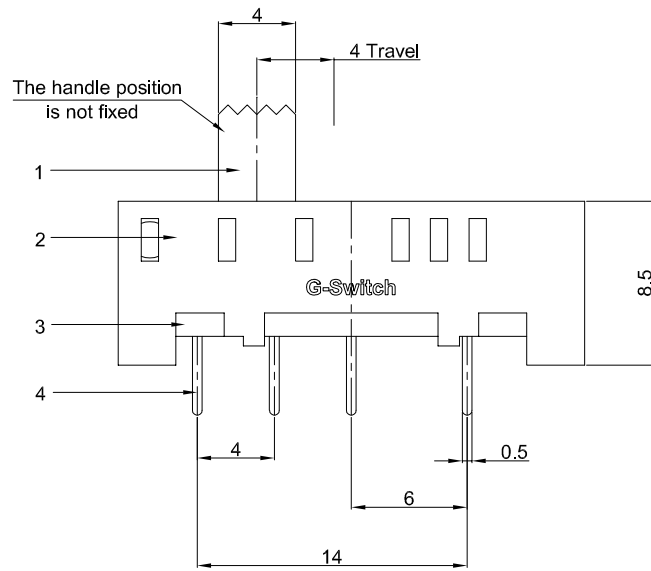 4
4 Travel
The handle position
is not fixed
1
2
G-Switch
8.5
3
4
4
0.5
6
14